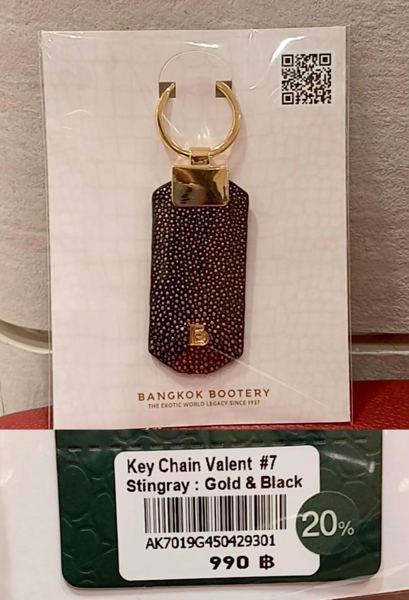 B
BANGKOK BOOTERY
THE EXOTIC WORLD LEGACY SINCE 1937
Key Chain Valent #7
Stingray : Gold & Black
20%
AK7019G450429301
990 ฿